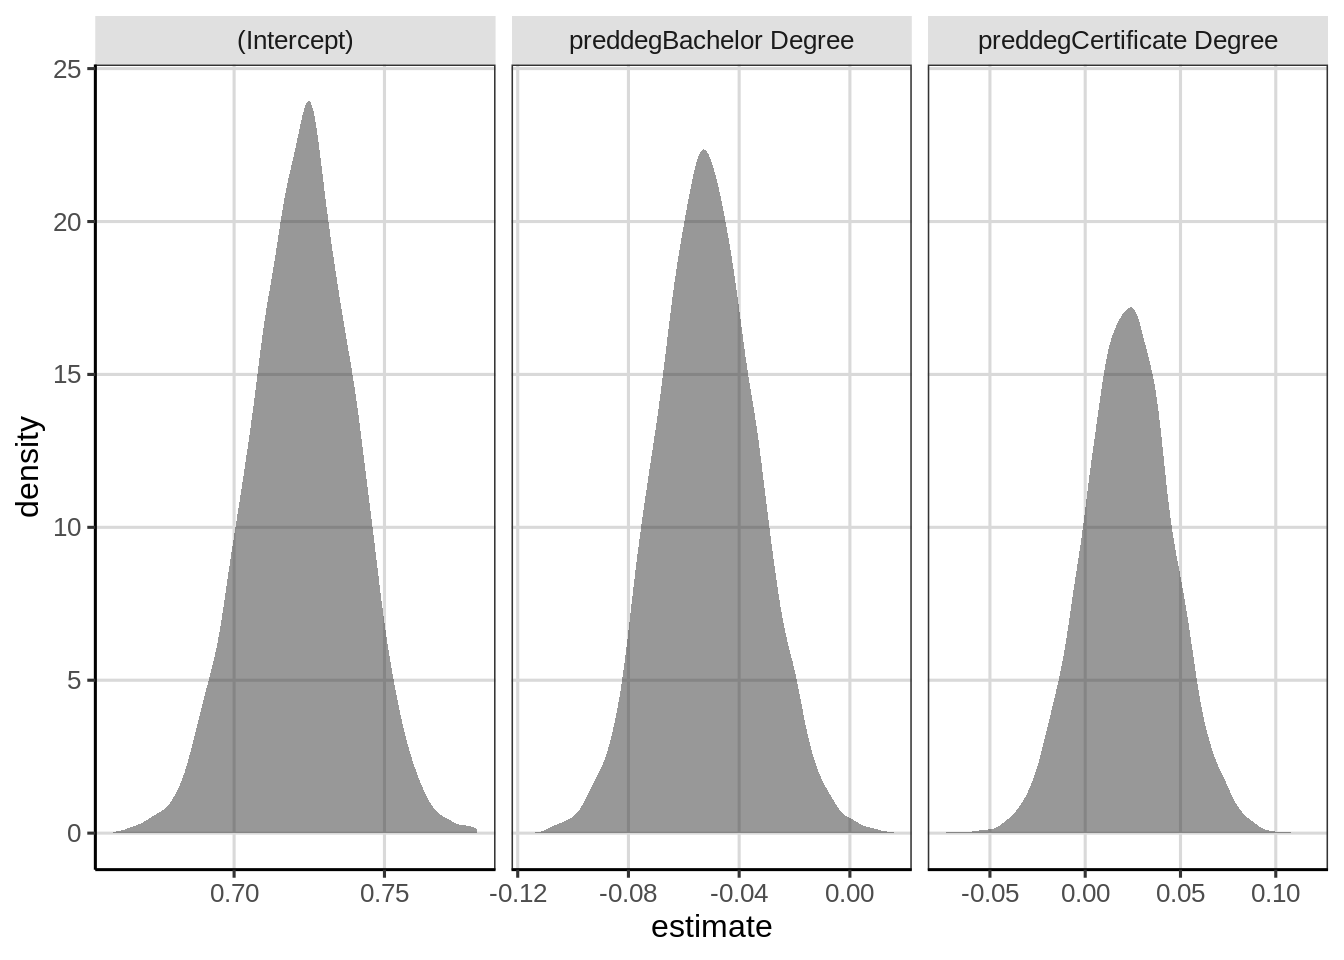 (Intercept)
preddegBachelor Degree
preddegCertificate Degree
density
25
20
15
10
5
0
0.70 0.75
-0.12 -0.08 -0.04 0.00
-0.05 0.00 0.05 0.10
estimate